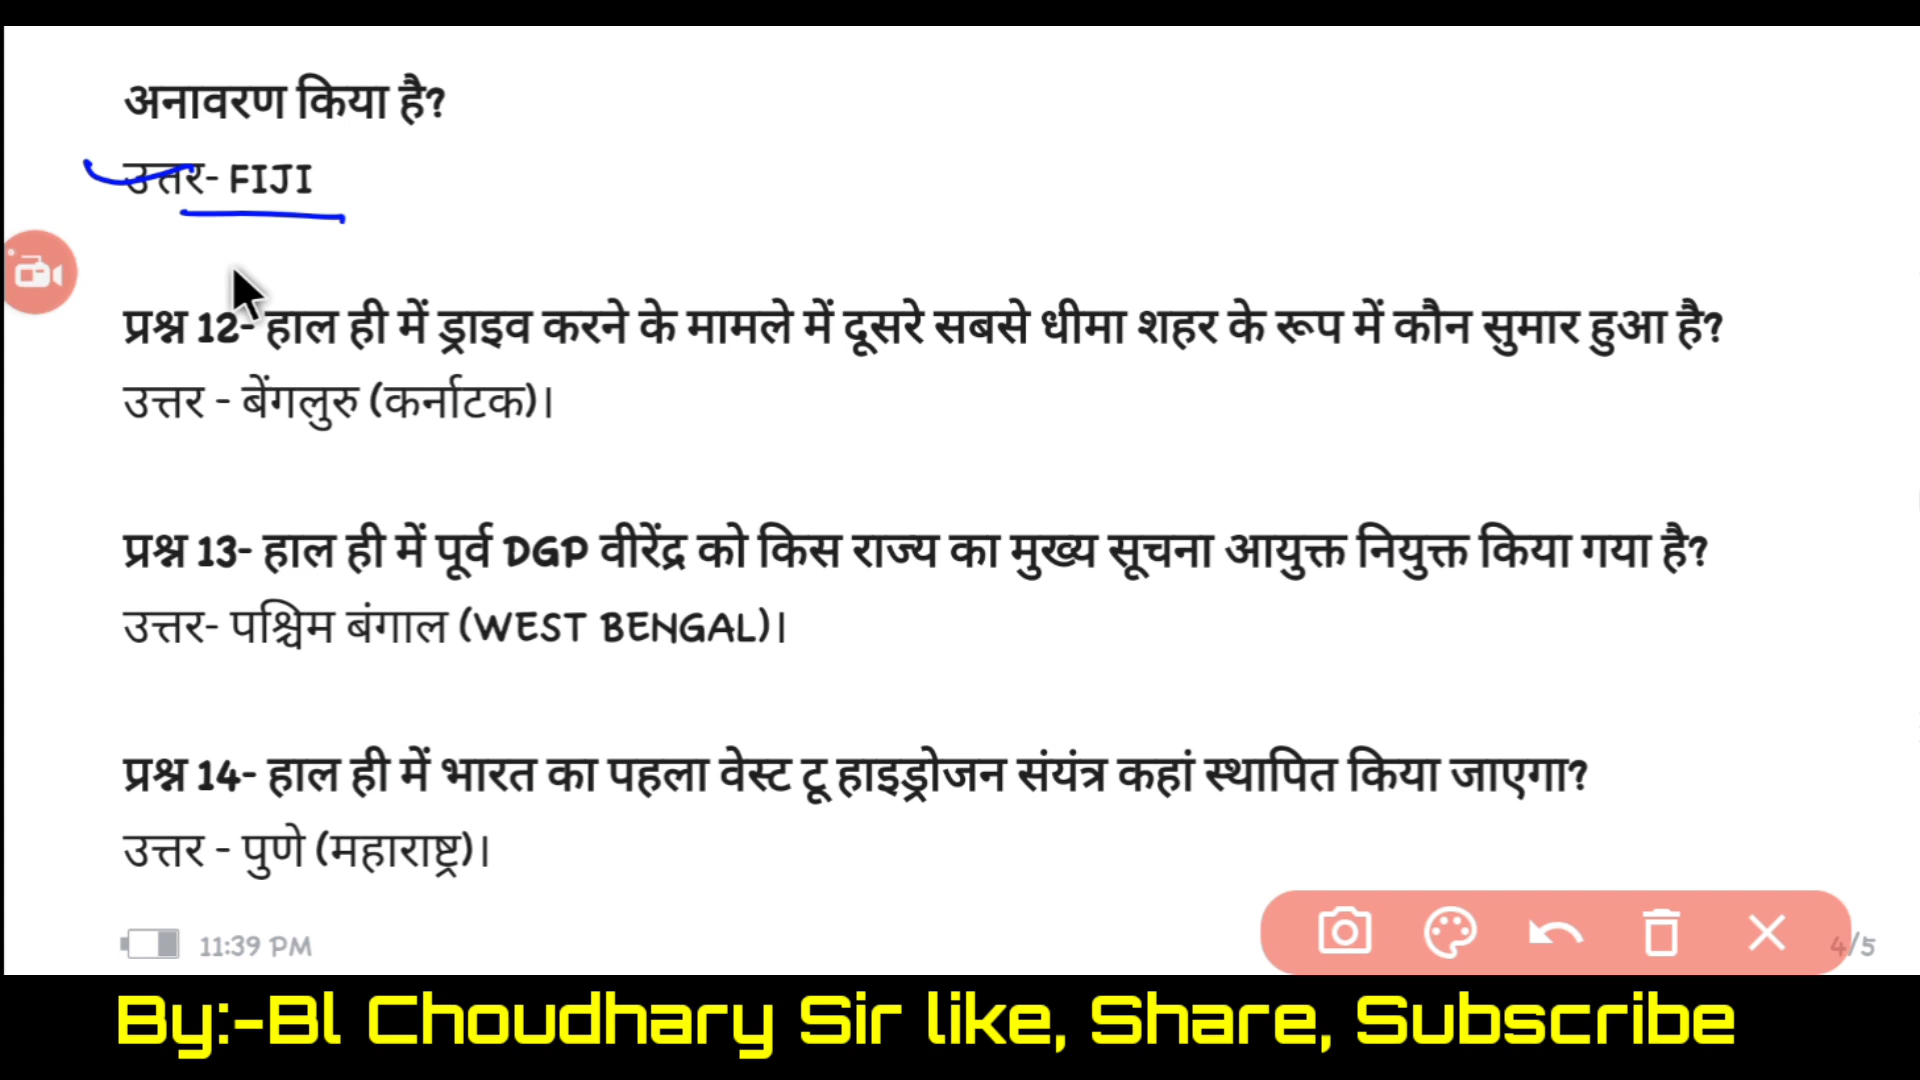 अनावरण किया है?
उत्तर- FIJI
प्रश्न 12- हाल ही में ड्राइव करने के मामले में दूसरे सबसे धीमा शहर के रूप में कौन सुमार हुआ है?
उत्तर - बेंगलुरु (कर्नाटक)।
प्रश्न 13- हाल ही में पूर्व DGP वीरेंद्र को किस राज्य का मुख्य सूचना आयुक्त नियुक्त किया गया है?
उत्तर- पश्चिम बंगाल (WEST BENGAL)।
प्रश्न 14- हाल ही में भारत का पहला वेस्ट टू हाइड्रोजन संयंत्र कहां स्थापित किया जाएगा?
उत्तर - पुणे (महाराष्ट्र)।
11:39 PM 4/5
By:-Bl Choudhary Sir like, Share, Subscribe